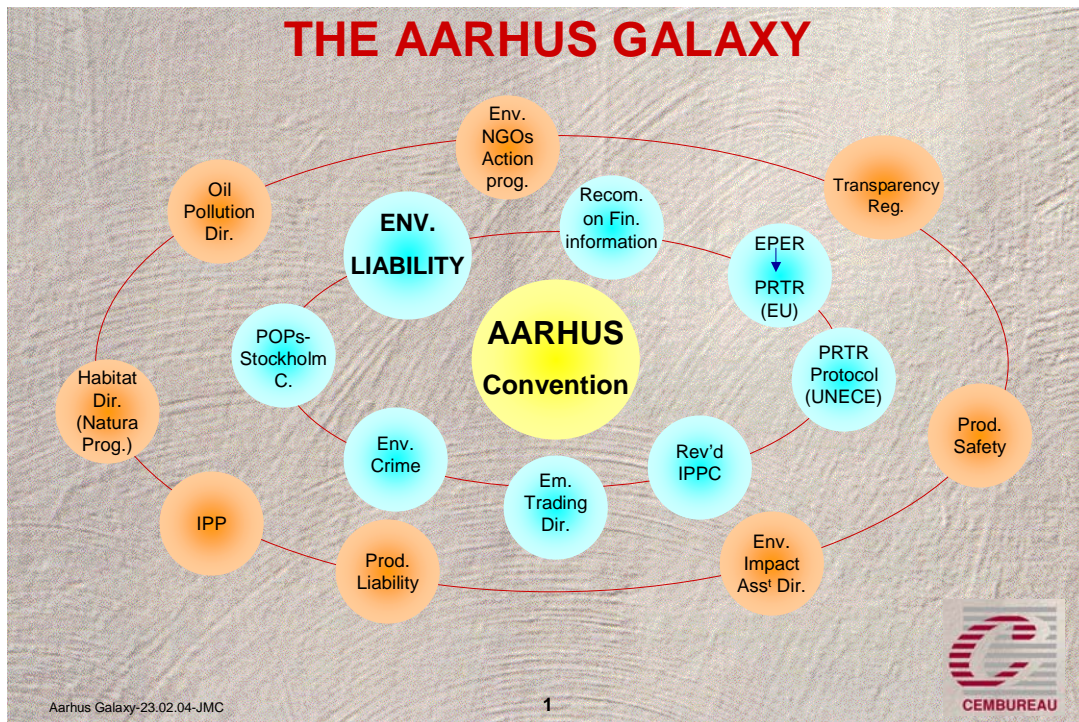 THE AARHUS GALAXY
Env.
NGOs
Action
prog.
Transparency
Reg.
Oil
Pollution
Dir.
Recom.
on Fin.
information
ENV.
LIABILITY
EPER
PRTR
(EU)
AARHUS
Convention
POPs-
Stockholm
C.
PRTR
Protocol
(UNECE)
Habitat
Dir.
(Natura
Prog.)
Prod.
Safety
Env.
Crime
Rev'd
IPPC
Em.
Trading
Dir.
IPP
Prod.
Liability
Env.
Impact
Assᵗ Dir.
CEMBUREAU
Aarhus Galaxy-23.02.04-JMC
1